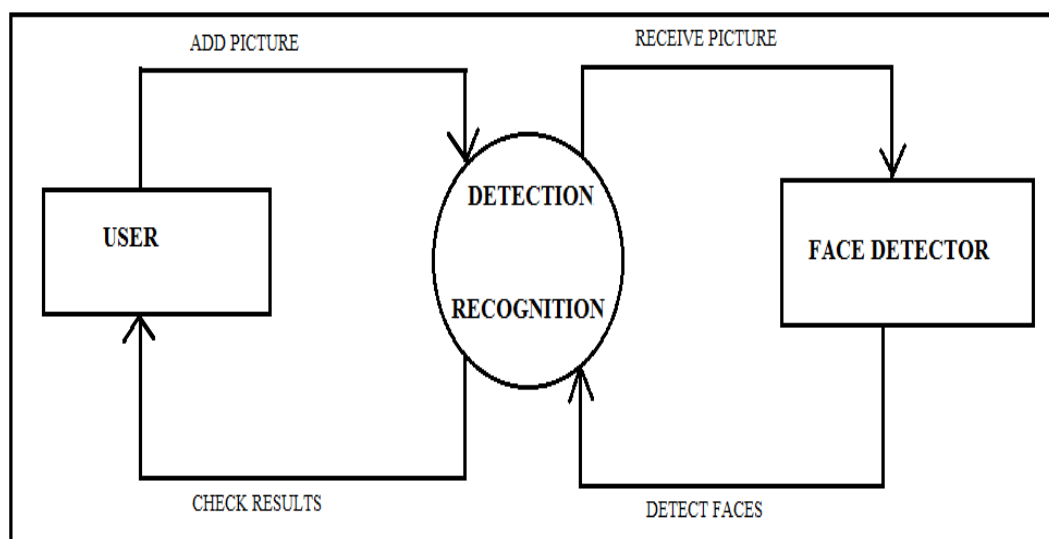 ADD PICTURE
RECEIVE PICTURE
DETECTION
USER
FACE DETECTOR
RECOGNITION
CHECK RESULTS
DETECT FACES